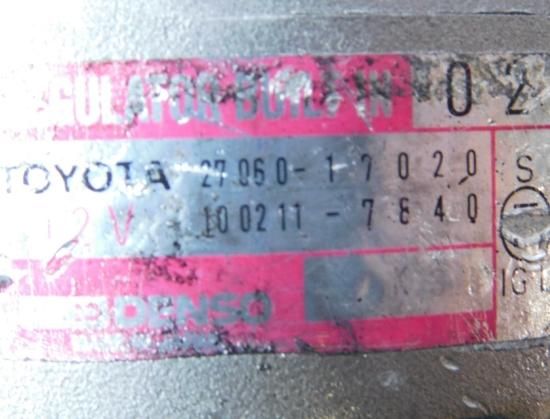 REGULATOR BUILT IN 02
TOYOTA 27060-17020 S
12V 100211-7640
IG
DENSO